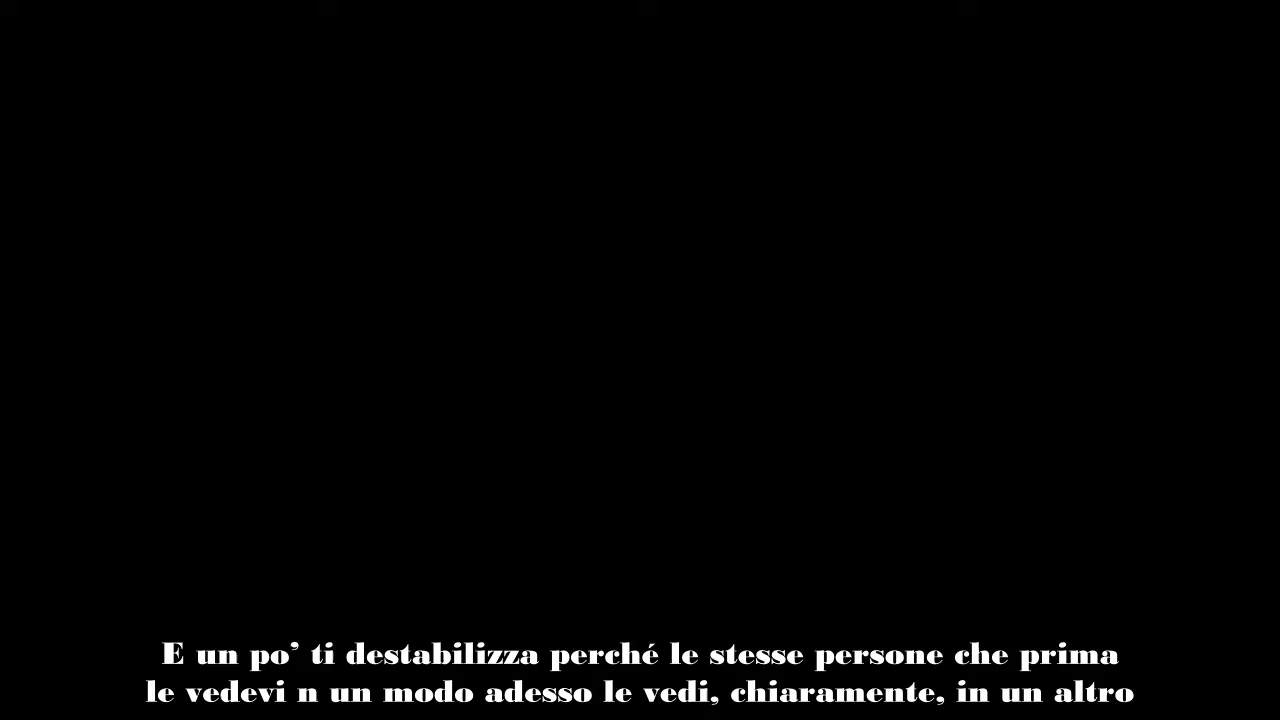 E un po’ ti destabilizza perché le stesse persone che prima
le vedevi n un modo adesso le vedi, chiaramente, in un altro